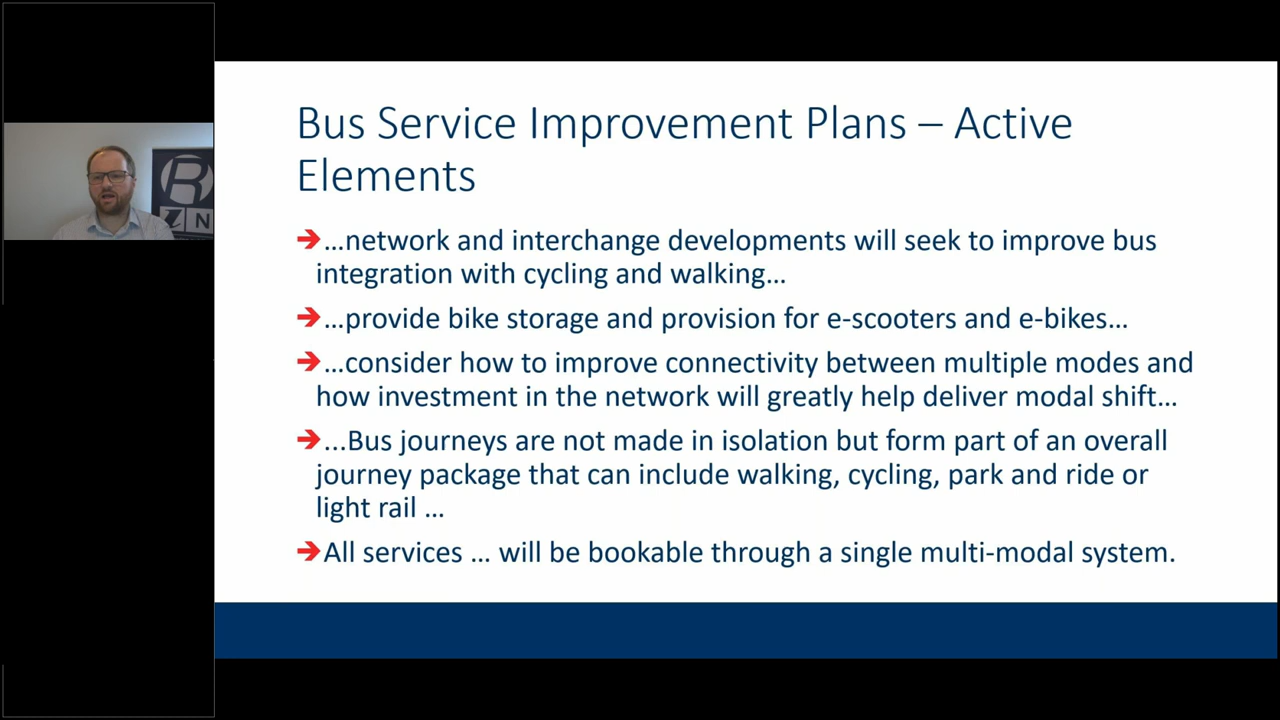 Bus Service Improvement Plans – Active
Elements
➔…network and interchange developments will seek to improve bus
integration with cycling and walking…
➔…provide bike storage and provision for e-scooters and e-bikes…
➔…consider how to improve connectivity between multiple modes and
how investment in the network will greatly help deliver modal shift…
➔...Bus journeys are not made in isolation but form part of an overall
journey package that can include walking, cycling, park and ride or
light rail …
➔All services … will be bookable through a single multi-modal system.
R
N